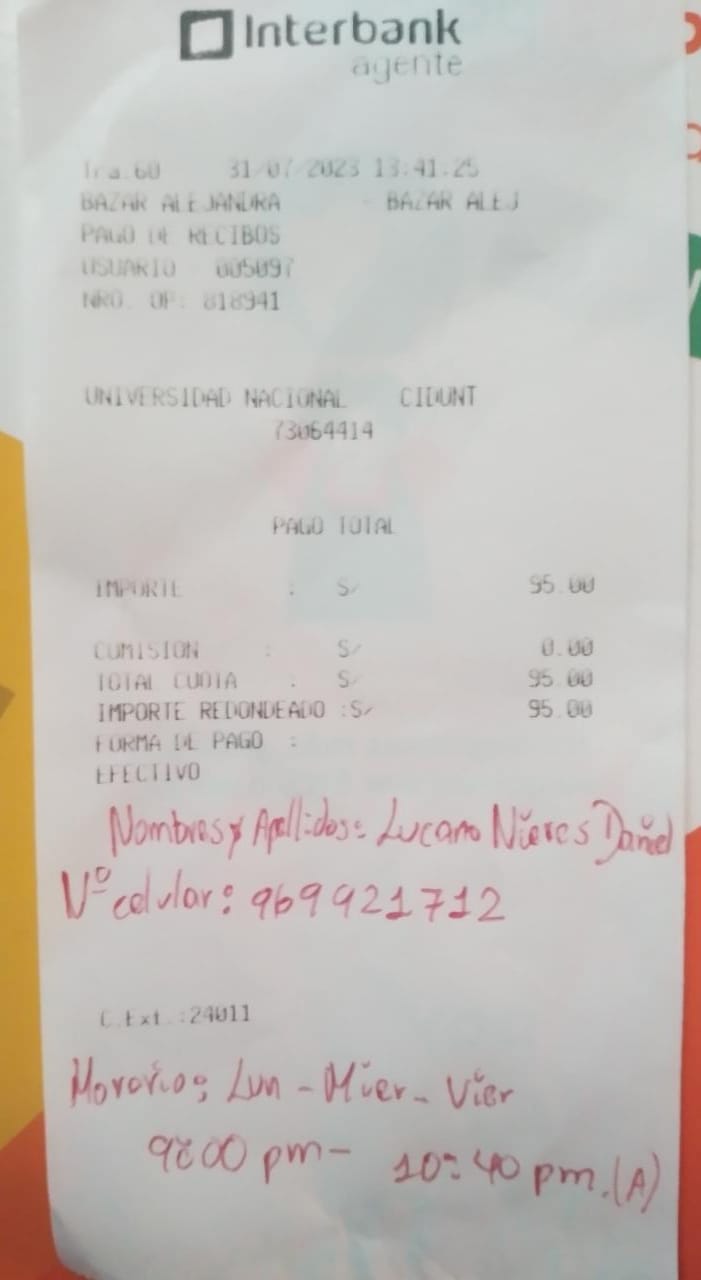 Interbank
agente
Tra.60 31/07/2023 13:41:25
BAZAR ALEJANDRA - BAZAR ALEJ
PAGO DE RECIBOS
USUARIO 005097
NRO. OP: 818941
UNIVERSIDAD NACIONAL CIDUNT
73064414
PAGO TOTAL
IMPORTE : S/ 95.00
COMISION : S/ 0.00
TOTAL CUOTA : S/ 95.00
IMPORTE REDONDEADO :S/ 95.00
FORMA DE PAGO :
EFECTIVO
Nombres y Apellidos: Lucano Nieves Daniel
N° celular: 969921712
C.Ext.:24011
Horario: Lun - Mier - Vier
9:00 pm - 10:40 pm. (A)